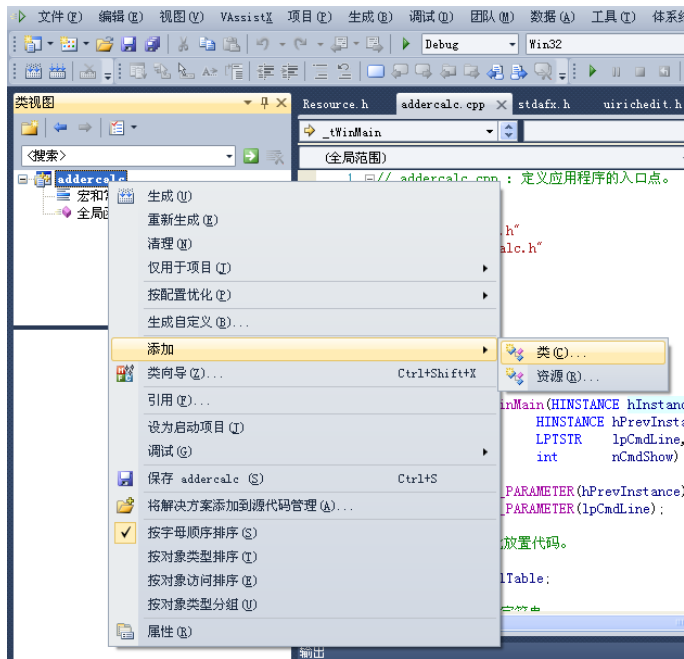 文件(F) 编辑(E) 视图(V) VAssistX 项目(P) 生成(B) 调试(D) 团队(M) 数据(A) 工具(T)
Debug Win32
类视图
Resource.h addercalc.cpp stdafx.h uirichedit.h
_tWinMain
<搜索>
(全局范围)
addercalc
1 // addercalc.cpp : 定义应用程序的入口点。
宏和
全局
生成(U)
重新生成(E)
清理(N)
仅用于项目(J)
按配置优化(P)
生成自定义(B)...
添加
类(C)...
类向导(Z)... Ctrl+Shift+X
资源(R)...
引用(F)...
设为启动项目(T)
调试(G)
保存 addercalc (S) Ctrl+S
将解决方案添加到源代码管理(A)...
按字母顺序排序(S)
按对象类型排序(T)
按对象访问排序(E)
按对象类型分组(U)
属性(R)
.h"
alc.h"
inMain(HINSTANCE hInstanc
HINSTANCE hPrevInsta
LPTSTR lpCmdLine,
int nCmdShow)
_PARAMETER(hPrevInstance)
_PARAMETER(lpCmdLine);
放置代码。
lTable;
输出